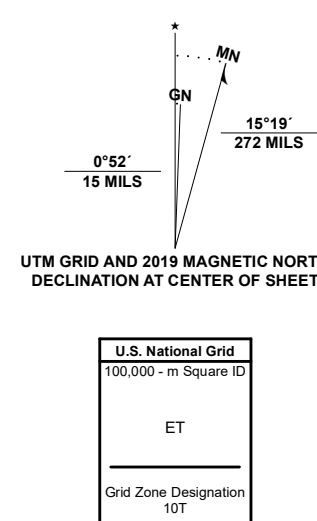 ★
MN
GN
15°19´
272 MILS
0°52´
15 MILS
UTM GRID AND 2019 MAGNETIC NORT
DECLINATION AT CENTER OF SHEET
U.S. National Grid
100,000 - m Square ID
ET
Grid Zone Designation
10T